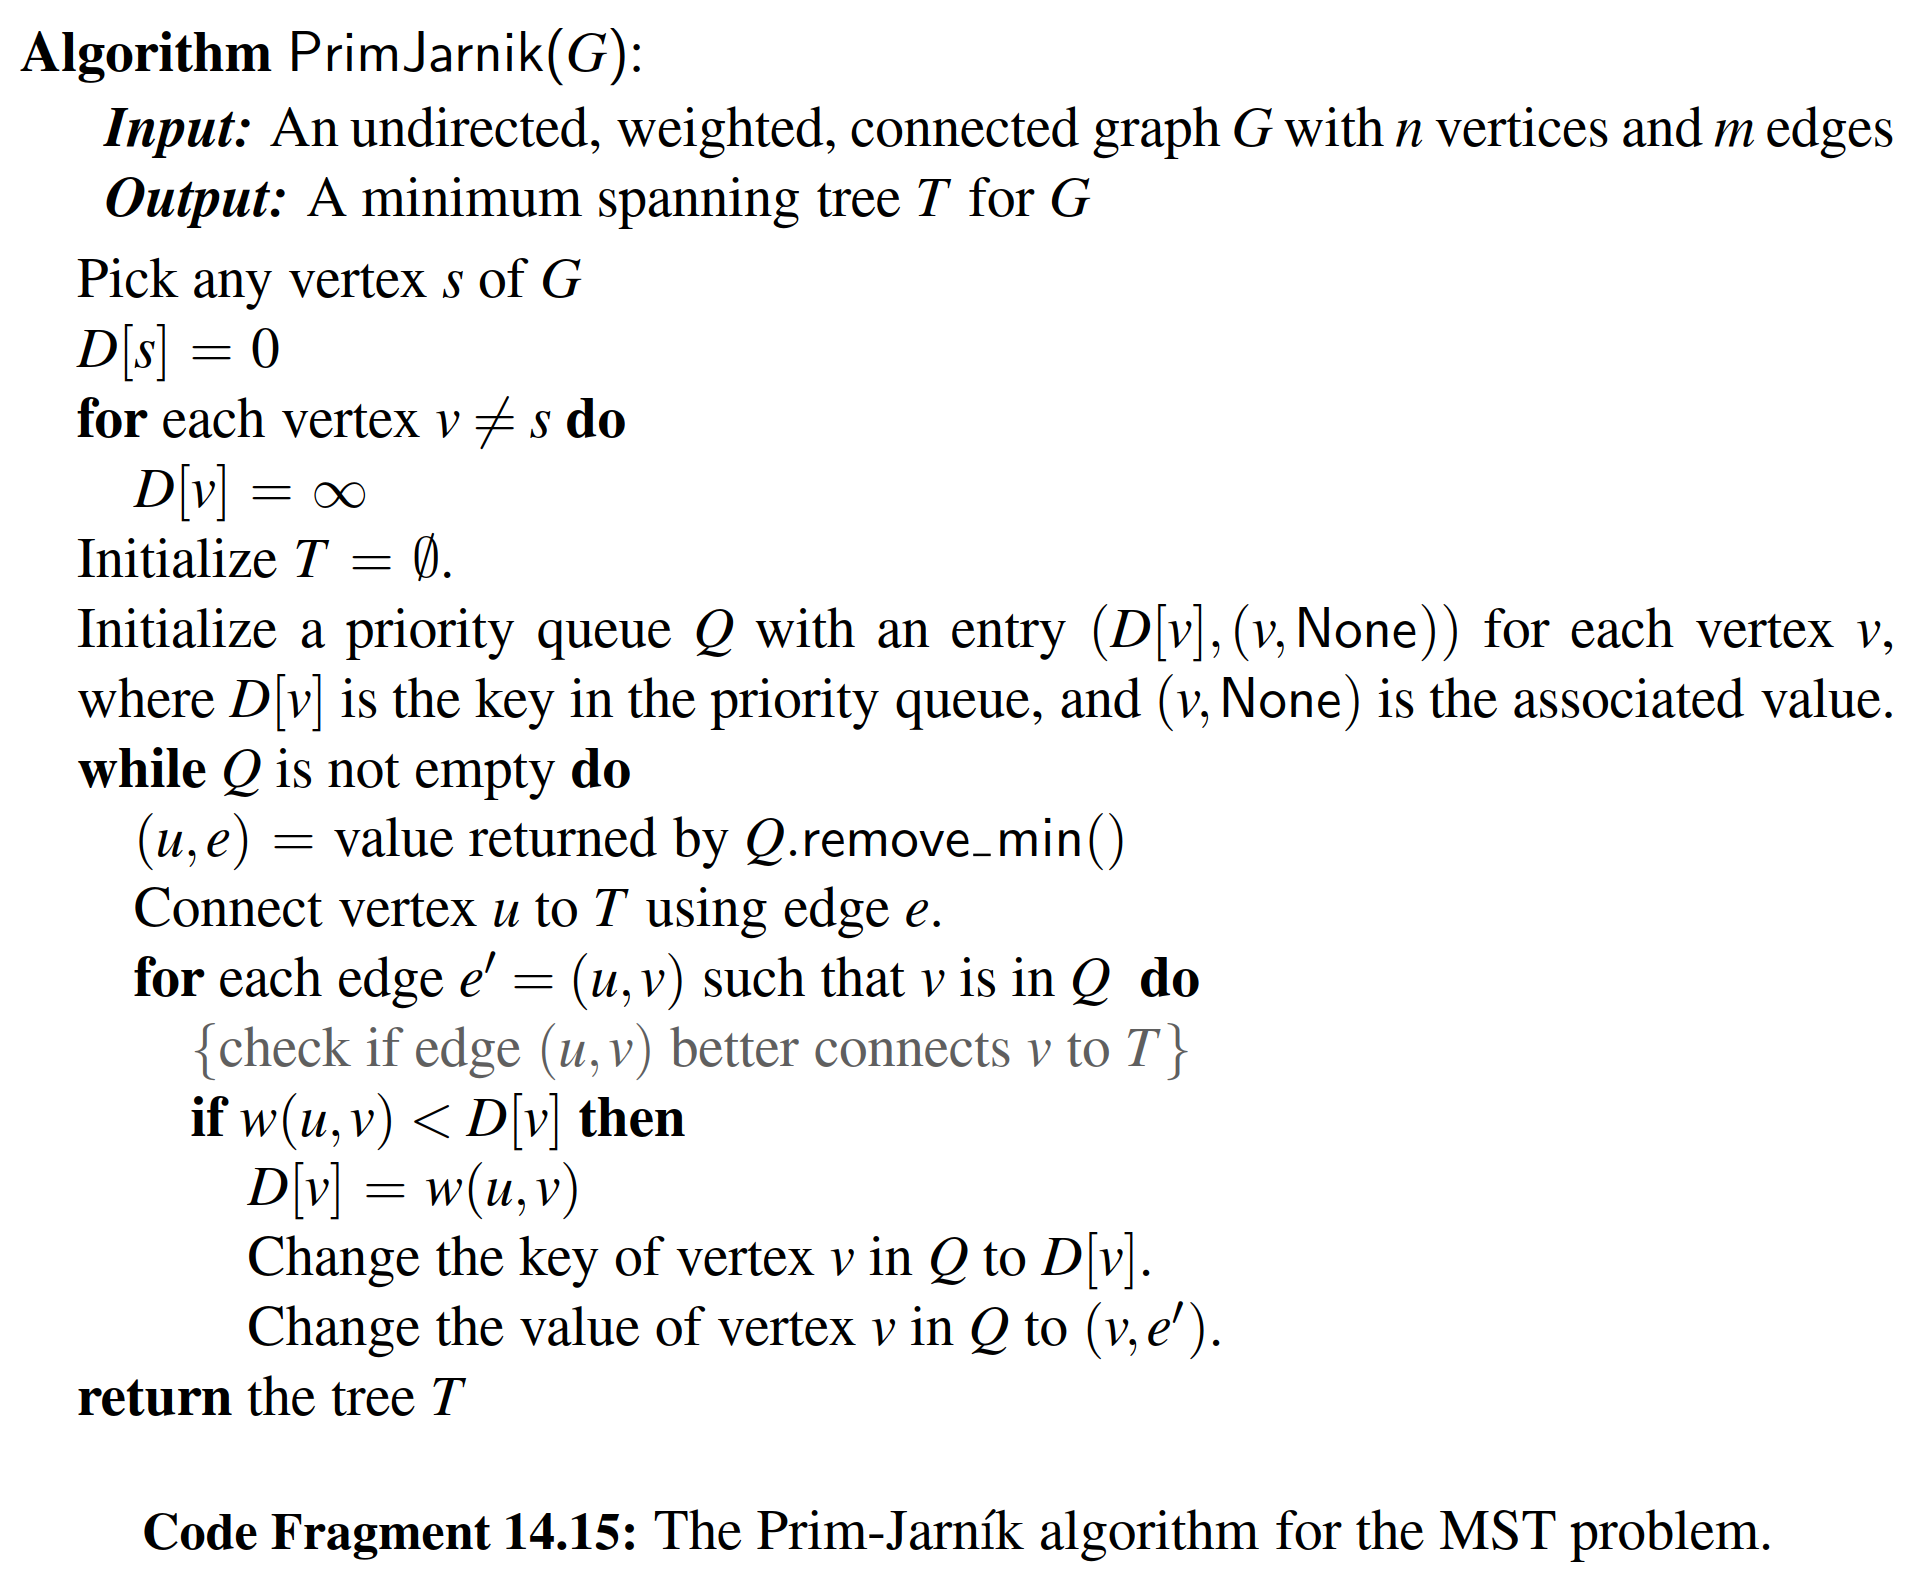 Algorithm PrimJarnik(G):
Input: An undirected, weighted, connected graph G with n vertices and m edges
Output: A minimum spanning tree T for G
Pick any vertex s of G
D[s] = 0
for each vertex v ≠ s do
D[v] = ∞
Initialize T = ∅.
Initialize a priority queue Q with an entry (D[v],(v,None)) for each vertex v,
where D[v] is the key in the priority queue, and (v,None) is the associated value.
while Q is not empty do
(u,e) = value returned by Q.remove_min()
Connect vertex u to T using edge e.
for each edge e′ = (u,v) such that v is in Q do
{check if edge (u,v) better connects v to T}
if w(u,v) < D[v] then
D[v] = w(u,v)
Change the key of vertex v in Q to D[v].
Change the value of vertex v in Q to (v,e′).
return the tree T
Code Fragment 14.15: The Prim-Jarník algorithm for the MST problem.